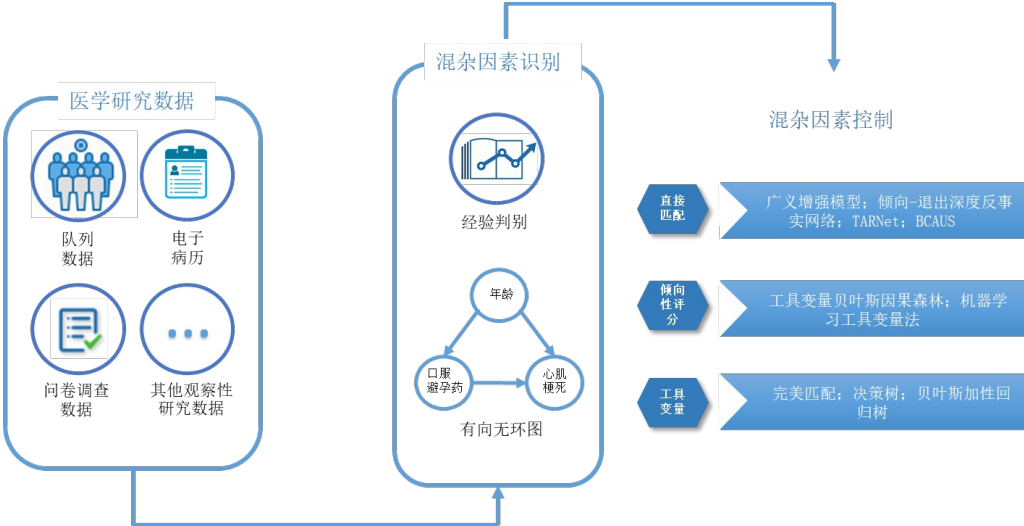 医学研究数据
队列
数据
电子
病历
问卷调查
数据
其他观察性
研究数据
混杂因素识别
经验判别
年龄
口服
避孕药
心肌
梗死
有向无环图
混杂因素控制
直接
匹配
广义增强模型；倾向-退出深度反事
实网络；TARNet；BCAUS
倾向
性评
分
工具变量贝叶斯因果森林；机器学
习工具变量法
工具
变量
完美匹配；决策树；贝叶斯加性回
归树